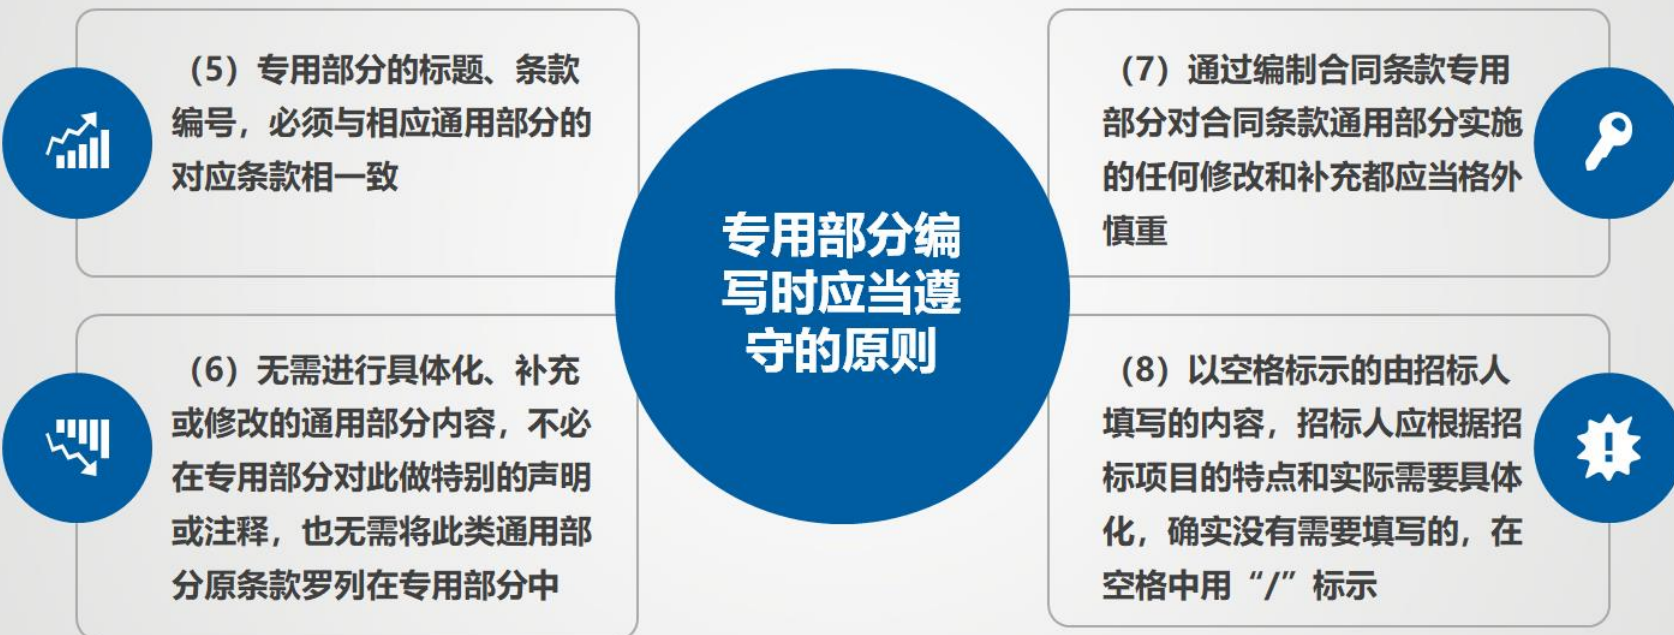 （5）专用部分的标题、条款
编号，必须与相应通用部分的
对应条款相一致
（6）无需进行具体化、补充
或修改的通用部分内容，不必
在专用部分对此做特别的声明
或注释，也无需将此类通用部
分原条款罗列在专用部分中
专用部分编
写时应当遵
守的原则
（7）通过编制合同条款专用
部分对合同条款通用部分实施
的任何修改和补充都应当格外
慎重
（8）以空格标示的由招标人
填写的内容，招标人应根据招
标项目的特点和实际需要具体
化，确实没有需要填写的，在
空格中用“/”标示